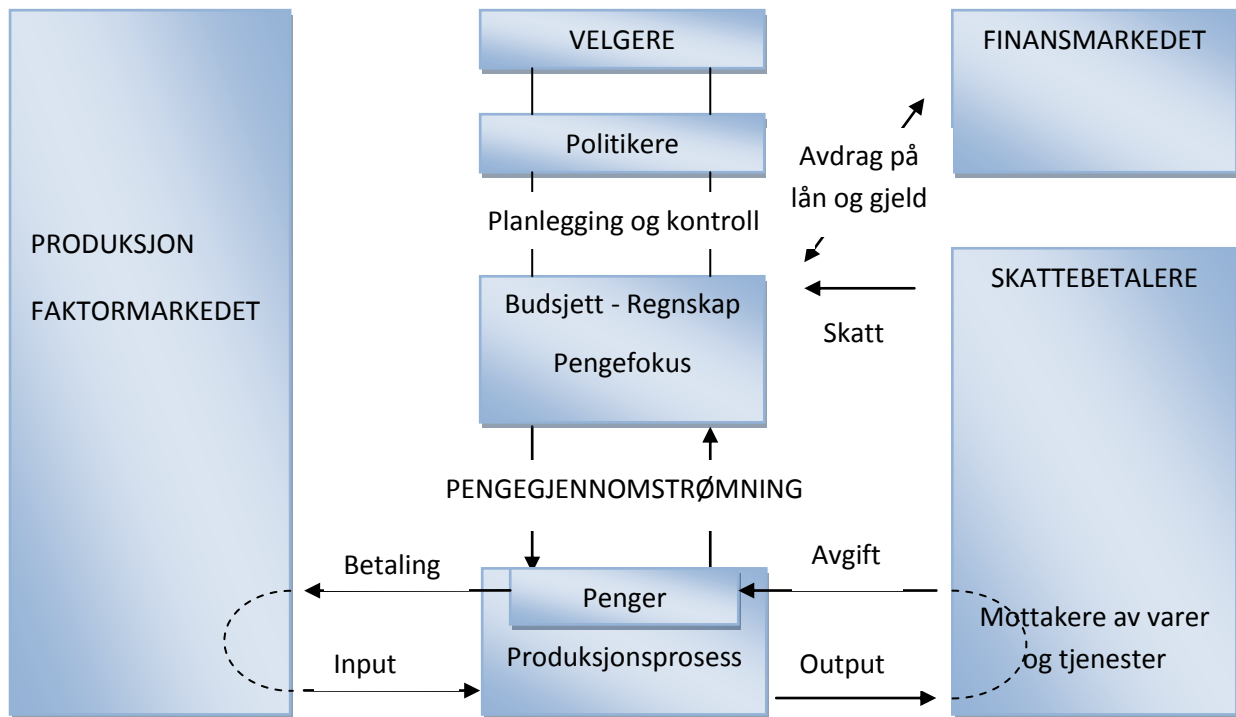 VELGERE
FINANSMARKEDET
Politikere
Avdrag på
lån og gjeld
Planlegging og kontroll
PRODUKSJON
FAKTORMARKEDET
SKATTEBETALERE
Budsjett - Regnskap
Pengefokus
Skatt
PENGEGJENNOMSTRØMNING
Betaling
Avgift
Penger
Mottakere av varer
og tjenester
Input
Produksjonsprosess
Output